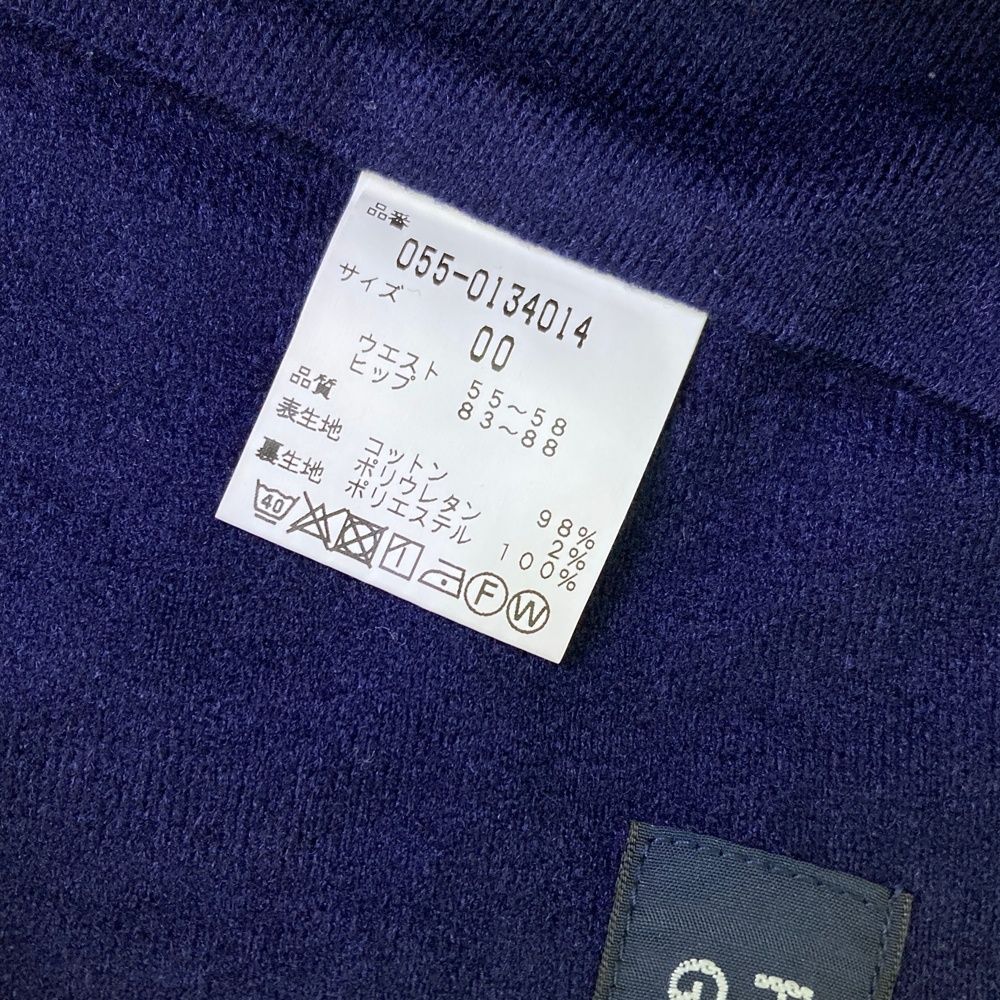 品番
055-0134014
サイズ
00
ウエスト 55～58
ヒップ 83～88
品質
表生地 コットン 98%
ポリウレタン 2%
裏生地 ポリエステル 100%
40 F W